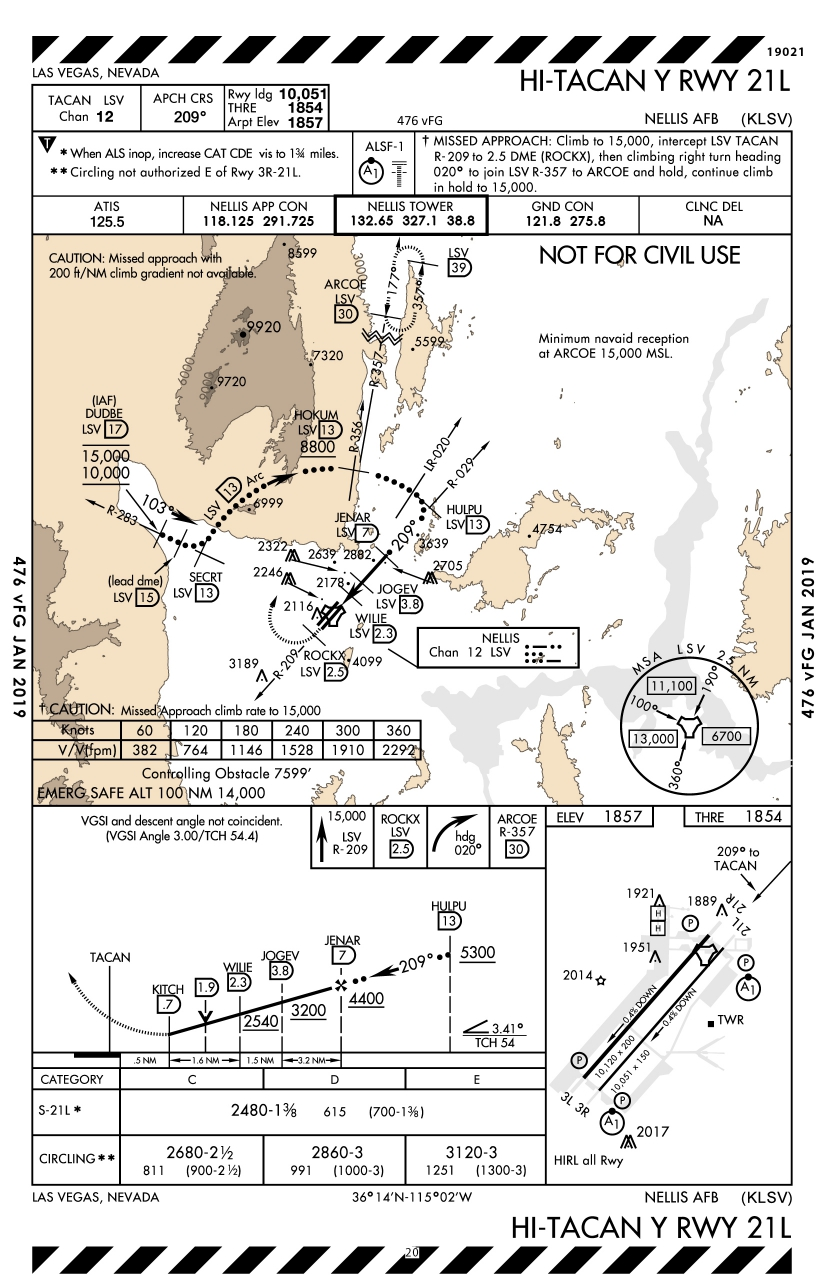 19021
LAS VEGAS, NEVADA
HI-TACAN Y RWY 21L
TACAN LSV
Chan 12
APCH CRS
209°
Rwy ldg 10,051
THRE 1854
Arpt Elev 1857
476 vFG
NELLIS AFB (KLSV)
T
* When ALS inop, increase CAT CDE vis to 1¾ miles.
** Circling not authorized E of Rwy 3R-21L.
ALSF-1
A1
† MISSED APPROACH: Climb to 15,000, intercept LSV TACAN
R-209 to 2.5 DME (ROCKX), then climbing right turn heading
020° to join LSV R-357 to ARCOE and hold, continue climb
in hold to 15,000.
ATIS
125.5
NELLIS APP CON
118.125 291.725
NELLIS TOWER
132.65 327.1 38.8
GND CON
121.8 275.8
CLNC DEL
NA
CAUTION: Missed approach with
200 ft/NM climb gradient not available.
8599
3000
177°
357°
LSV
39
NOT FOR CIVIL USE
ARCOE
LSV
30
9920
5599
Minimum navaid reception
at ARCOE 15,000 MSL.
7320
6000
9000
9720
R-357
(IAF)
DUDBE
LSV 17
15,000
10,000
HOKUM
LSV 13
8800
R-356
LR-020
R-029
LSV 13 Arc
103°
R-283
6999
JENAR
LSV 7
209°
HULPU
LSV 13
4754
3639
2322
2639
2882
2705
2246
2178
(lead dme)
LSV 15
SECRT
LSV 13
JOGEV
LSV 3.8
2116
WILIE
LSV 2.3
NELLIS
Chan 12 LSV
ROCKX
LSV 2.5
4099
R-209
3189
MSA LSV 25 NM
11,100
190°
100°
13,000
6700
360°
476 vFG JAN 2019
476 vFG JAN 2019
† CAUTION: Missed Approach climb rate to 15,000
Knots 60 120 180 240 300 360
V/V(fpm) 382 764 1146 1528 1910 2292
Controlling Obstacle 7599'
EMERG SAFE ALT 100 NM 14,000
VGSI and descent angle not coincident.
(VGSI Angle 3.00/TCH 54.4)
15,000
LSV
R-209
ROCKX
LSV
2.5
hdg
020°
ARCOE
R-357
30
ELEV 1857
THRE 1854
209° to
TACAN
TACAN
KITCH
.7
1.9
WILIE
2.3
JOGEV
3.8
JENAR
7
HULPU
13
209°
5300
4400
3200
2540
3.41°
TCH 54
.5 NM
1.6 NM
1.5 NM
3.2 NM
1921
H
H
1889
21R
21L
P
1951
P
A1
2014
0.4% DOWN
0.4% DOWN
TWR
P
10,120 x 200
10,051 x 150
3L 3R
P
A1
2017
HIRL all Rwy
CATEGORY C D E
S-21L * 2480-1⅜ 615 (700-1⅜)
CIRCLING ** 2680-2½ 2860-3 3120-3
811 (900-2½) 991 (1000-3) 1251 (1300-3)
LAS VEGAS, NEVADA
36°14'N-115°02'W
NELLIS AFB (KLSV)
HI-TACAN Y RWY 21L
20